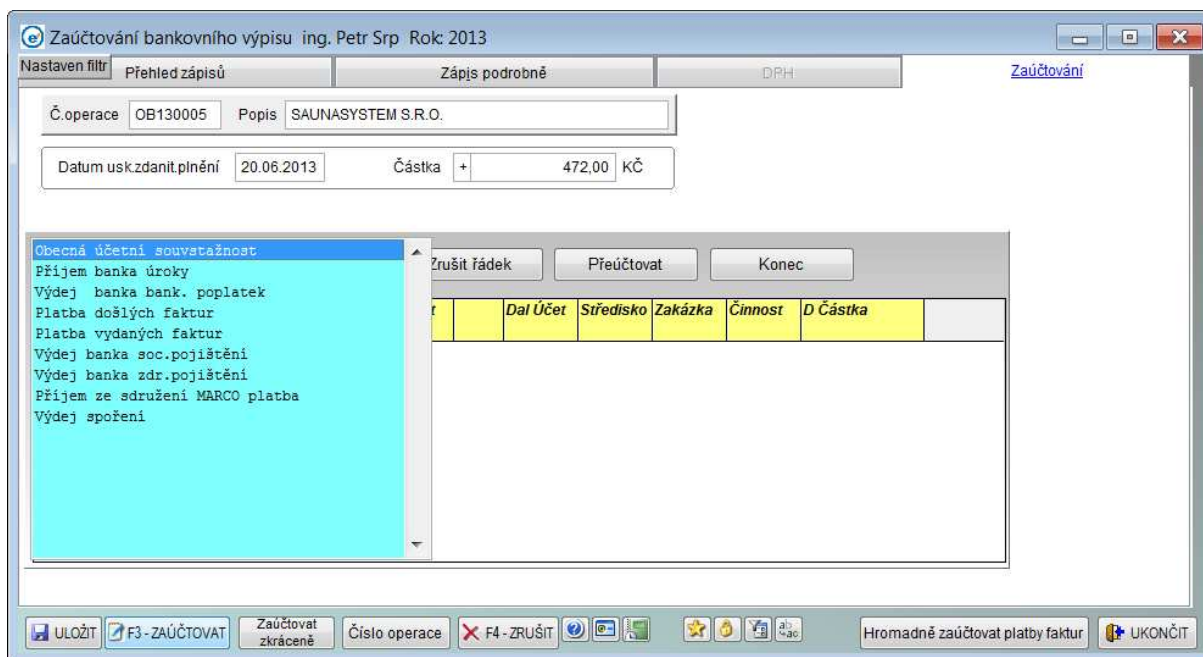 Zaúčtování bankovního výpisu ing. Petr Srp Rok: 2013
Nastaven filtr Přehled zápisů Zápis podrobně DPH Zaúčtování
Č.operace OB130005 Popis SAUNASYSTEM S.R.O.
Datum usk.zdanit.plnění 20.06.2013 Částka + 472,00 KČ
Zrušit řádek Přeúčtovat Konec
Obecná účetní souvstažnost
Příjem banka úroky
Výdej banka bank. poplatek
Platba došlých faktur
Platba vydaných faktur
Výdej banka soc.pojištění
Výdej banka zdr.pojištění
Příjem ze sdružení MARCO platba
Výdej spoření
Dal Účet Středisko Zakázka Činnost D Částka
ULOŽIT F3 - ZAÚČTOVAT Zaúčtovat zkráceně Číslo operace F4 - ZRUŠIT Hromadně zaúčtovat platby faktur UKONČIT